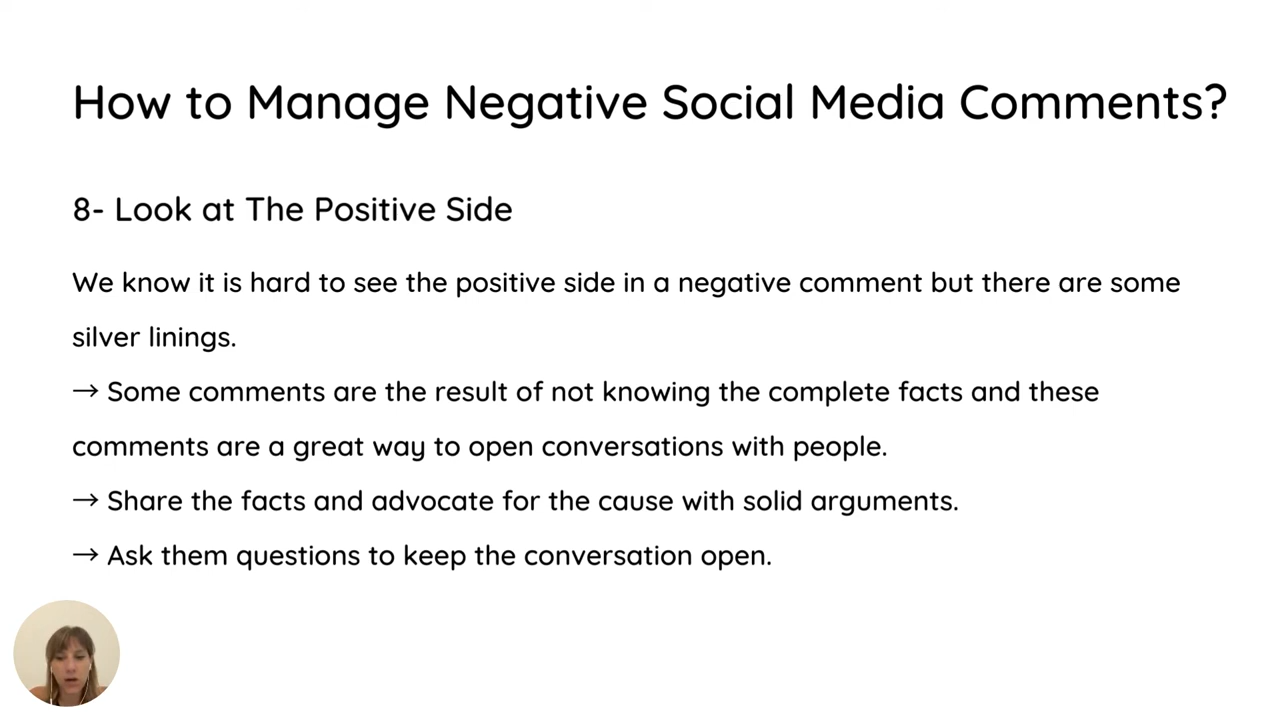 How to Manage Negative Social Media Comments?
8- Look at The Positive Side
We know it is hard to see the positive side in a negative comment but there are some
silver linings.
→ Some comments are the result of not knowing the complete facts and these
comments are a great way to open conversations with people.
→ Share the facts and advocate for the cause with solid arguments.
→ Ask them questions to keep the conversation open.